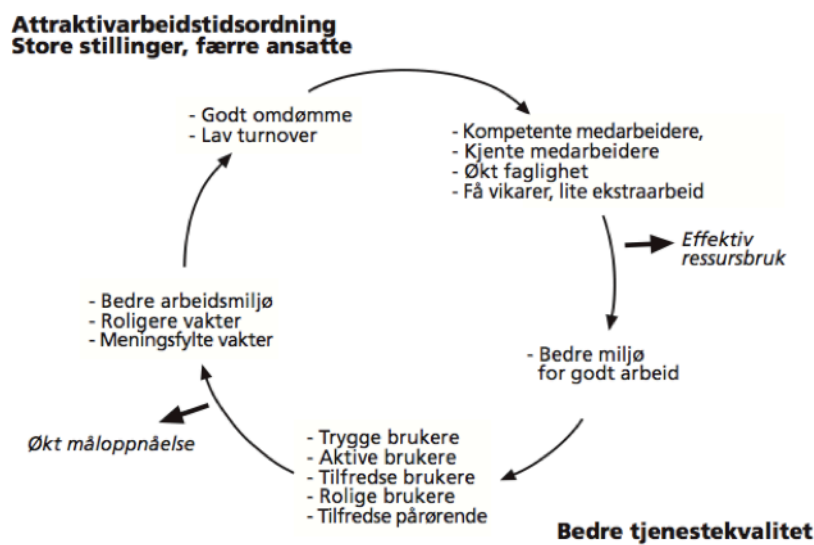 Attraktivarbeidstidsordning
Store stillinger, færre ansatte
- Godt omdømme
- Lav turnover
- Kompetente medarbeidere,
- Kjente medarbeidere
- Økt faglighet
- Få vikarer, lite ekstraarbeid
Effektiv
ressursbruk
- Bedre miljø
for godt arbeid
- Trygge brukere
- Aktive brukere
- Tilfredse brukere
- Rolige brukere
- Tilfredse pårørende
Bedre tjenestekvalitet
Økt måloppnåelse
- Bedre arbeidsmiljø
- Roligere vakter
- Meningsfylte vakter